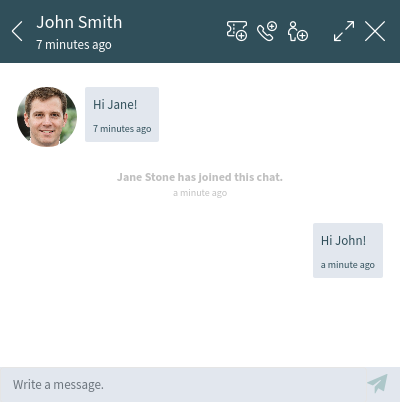 John Smith
7 minutes ago
Hi Jane!
7 minutes ago
Jane Stone has joined this chat.
a minute ago
Hi John!
a minute ago
Write a message.